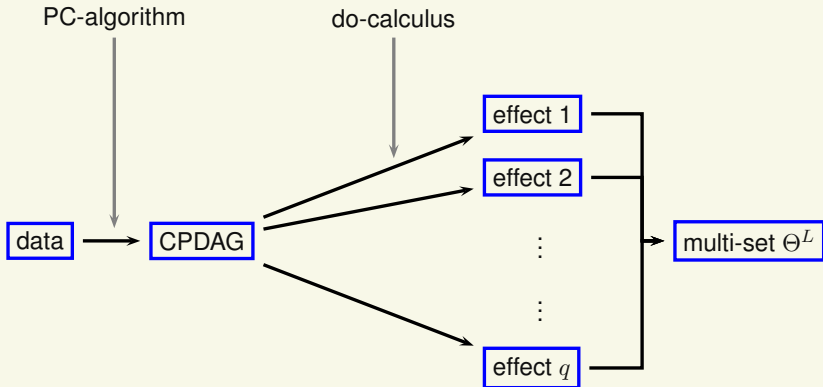 PC-algorithm
do-calculus
effect 1
effect 2
data
CPDAG
⋮
multi-set Θ^L
⋮
effect q